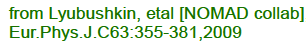 from Lyubushkin, etal [NOMAD collab]
Eur.Phys.J.C63:355-381,2009